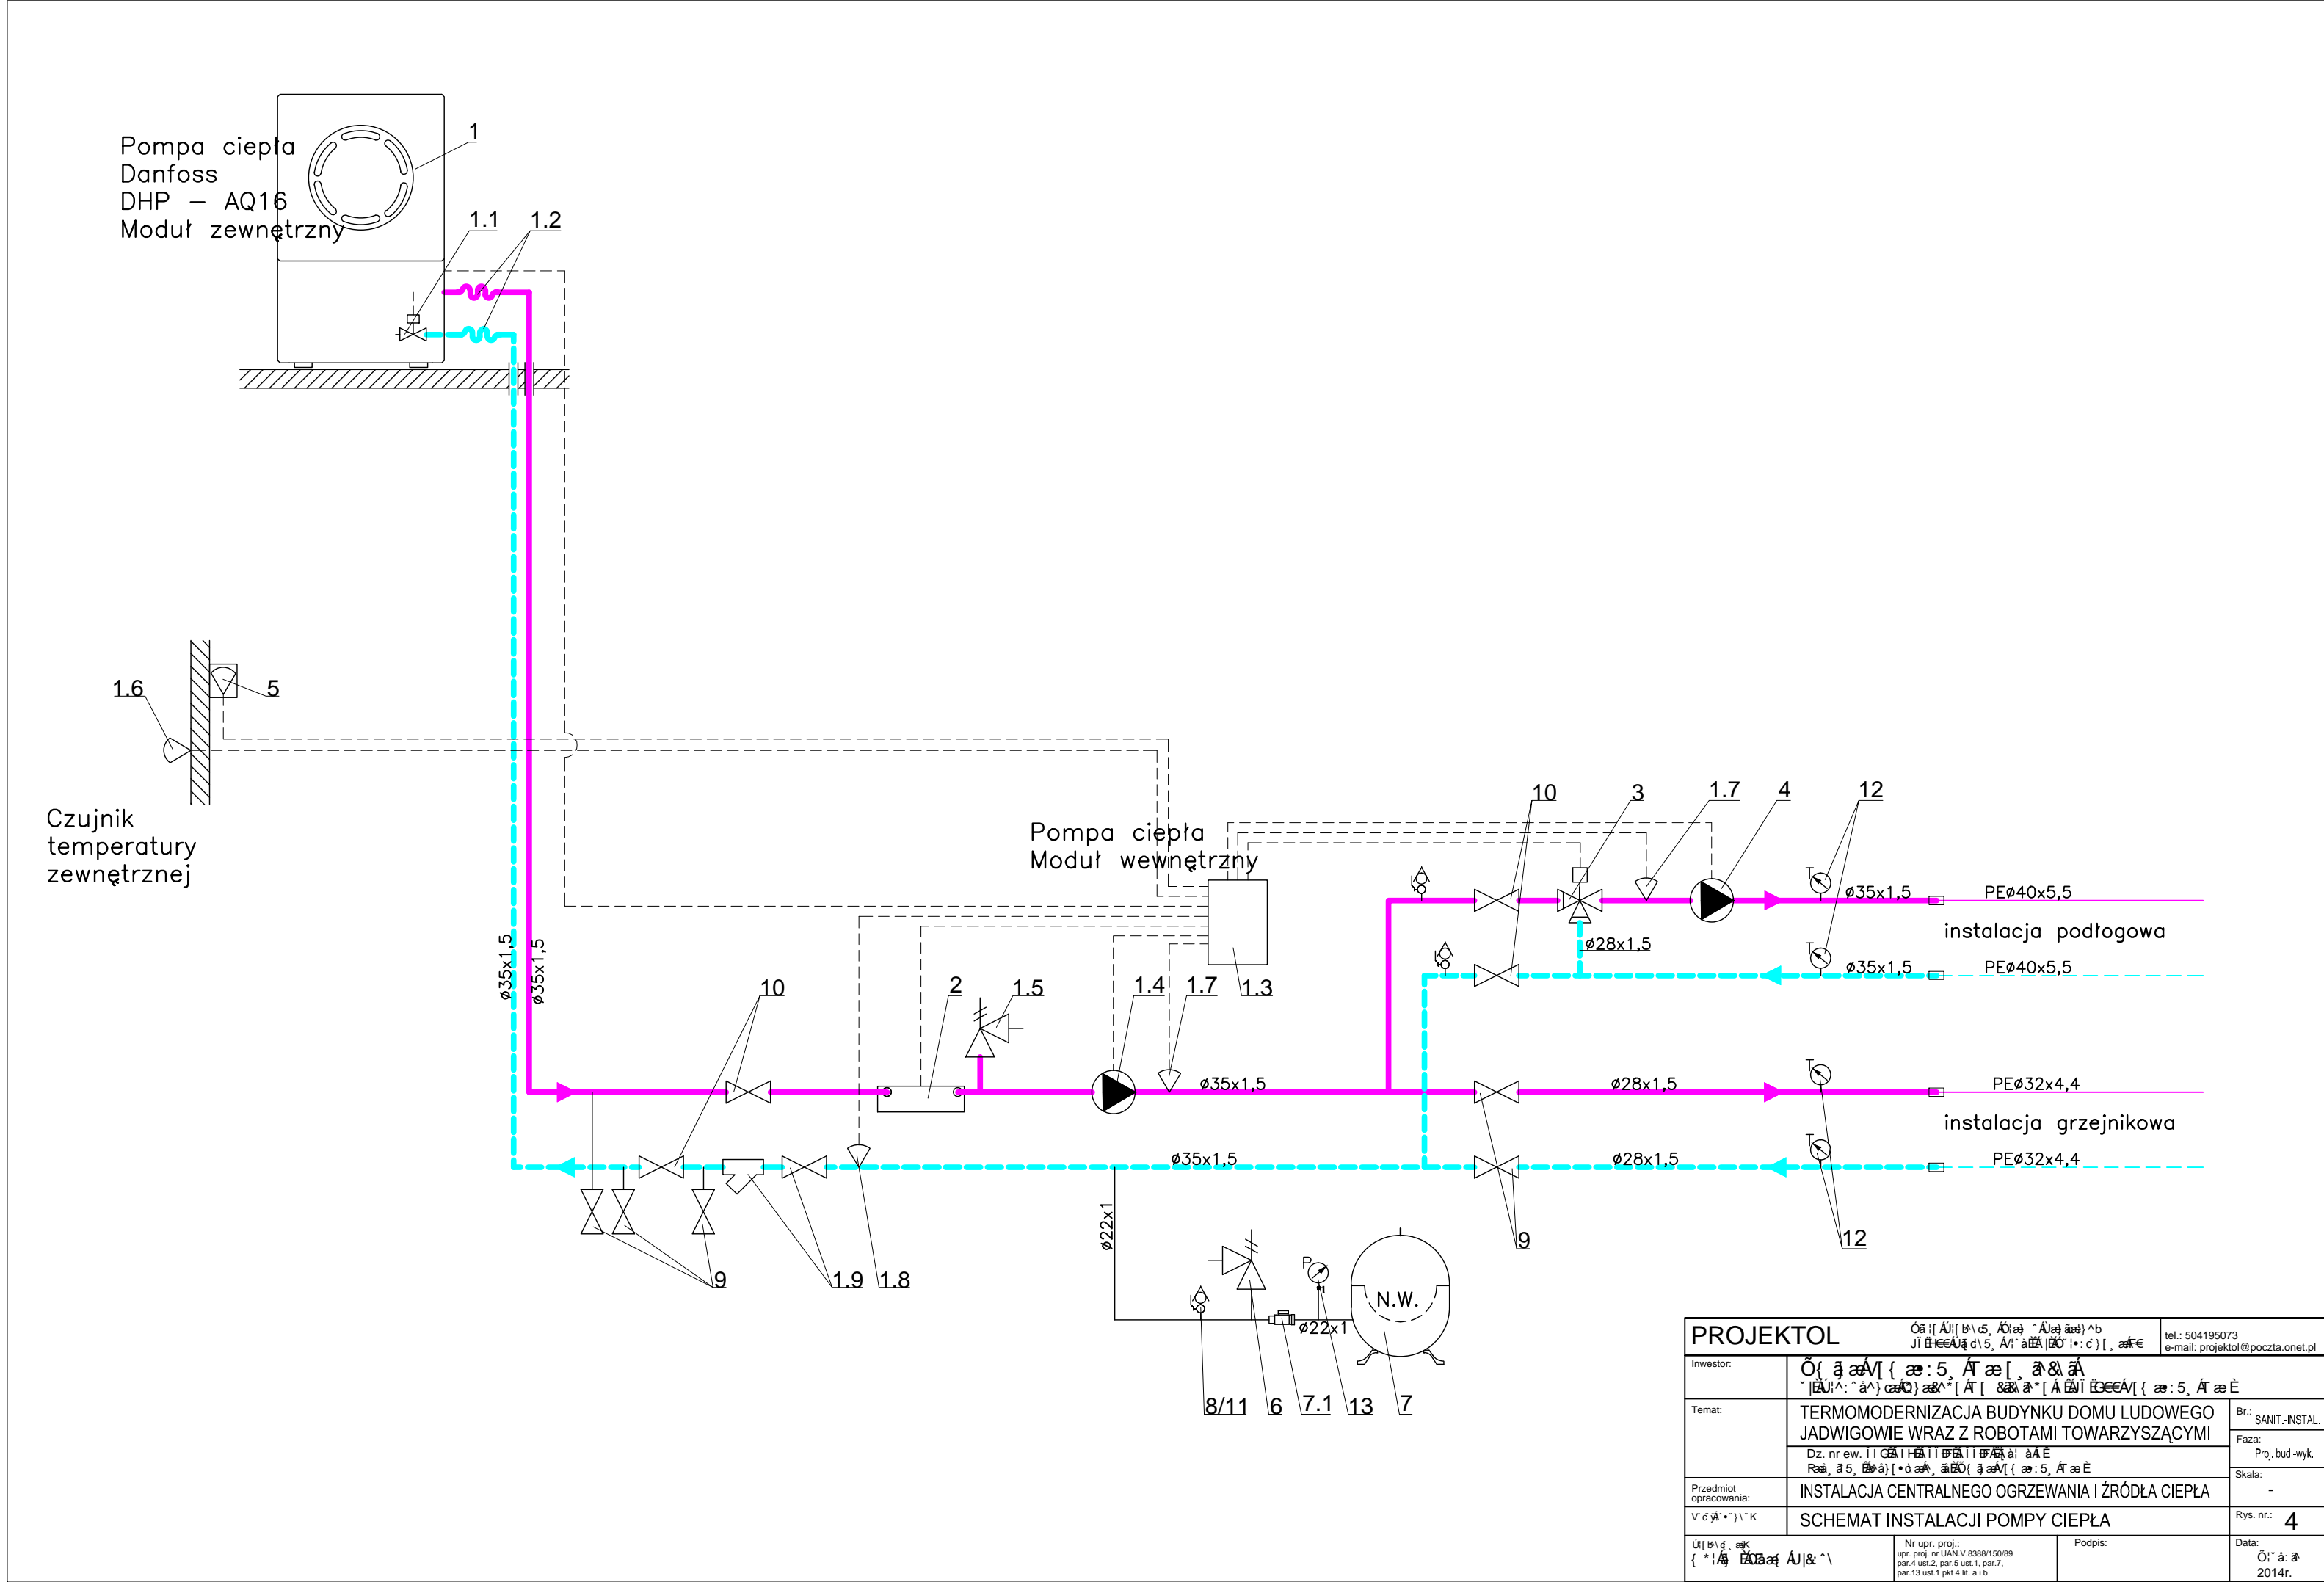 Pompa ciepła
Danfoss
DHP – AQ16
Moduł zewnętrzny
1
1.1
1.2
1.6
5
Czujnik
temperatury
zewnętrznej
Pompa ciepła
Moduł wewnętrzny
10
3
1.7
4
12
T
ø35x1,5
PEø40x5,5
instalacja podłogowa
ø28x1,5
T
ø35x1,5
PEø40x5,5
ø35x1,5
ø35x1,5
10
2
1.5
1.4
1.7
1.3
ø35x1,5
ø28x1,5
T
PEø32x4,4
instalacja grzejnikowa
ø35x1,5
ø28x1,5
T
PEø32x4,4
ø22x1
9
1.9
1.8
9
12
P
N.W.
ø22x1
8/11
6
7.1
13
7
PROJEKTOL
tel.: 504195073
e-mail: projektol@poczta.onet.pl
Inwestor:
Temat:
TERMOMODERNIZACJA BUDYNKU DOMU LUDOWEGO
JADWIGOWIE WRAZ Z ROBOTAMI TOWARZYSZĄCYMI
Dz. nr ew.
Br.:
SANIT.-INSTAL.
Faza:
Proj. bud.-wyk.
Skala:
-
Przedmiot
opracowania:
INSTALACJA CENTRALNEGO OGRZEWANIA I ŹRÓDŁA CIEPŁA
SCHEMAT INSTALACJI POMPY CIEPŁA
Rys. nr.: 4
Nr upr. proj.:
upr. proj. nr UAN.V.8388/150/89
par.4 ust.2, par.5 ust.1, par.7,
par.13 ust.1 pkt 4 lit. a i b
Podpis:
Data:
2014r.